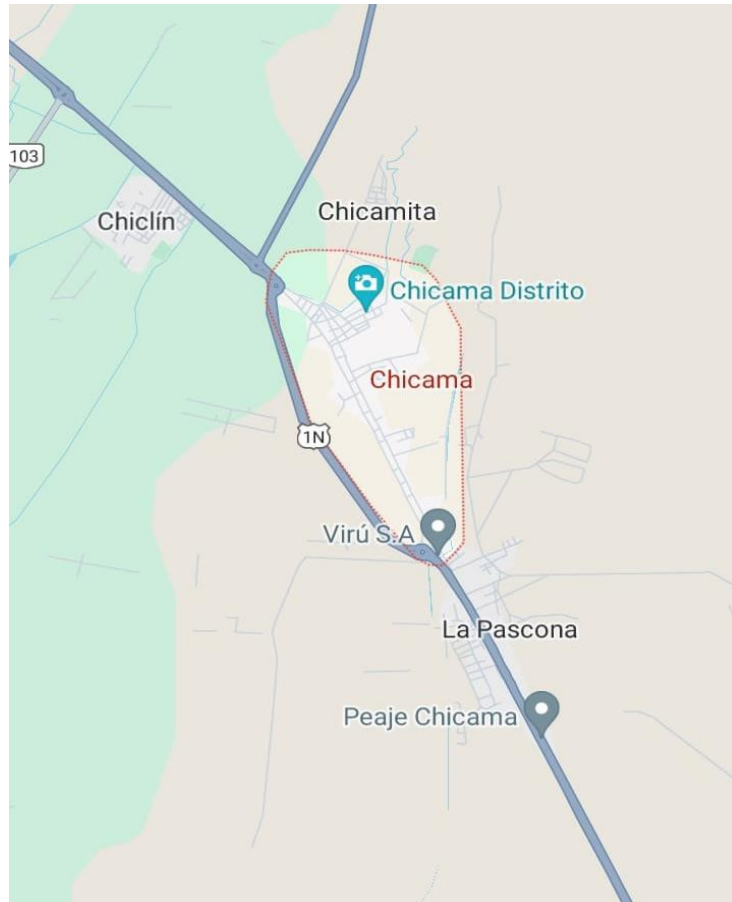 103
Chiclín
Chicamita
Chicama Distrito
Chicama
1N
Virú S.A
La Pascona
Peaje Chicama